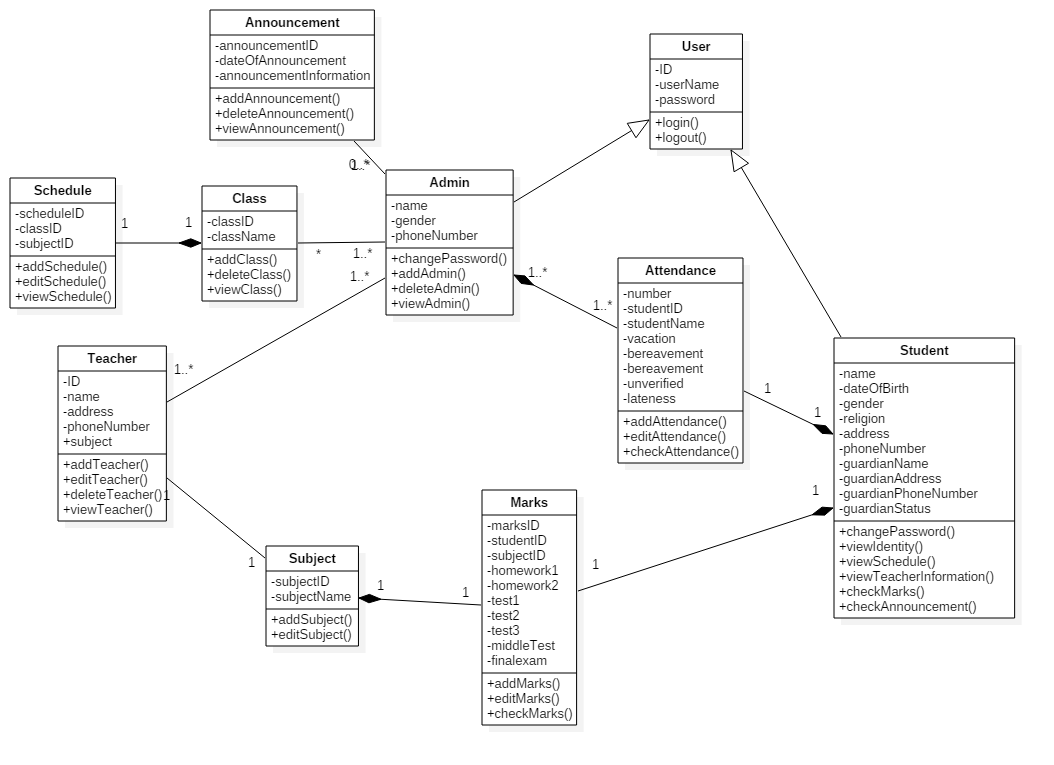 Announcement
-announcementID
-dateOfAnnouncement
-announcementInformation
+addAnnouncement()
+deleteAnnouncement()
+viewAnnouncement()
User
-ID
-userName
-password
+login()
+logout()
0..*
1..*
Admin
-name
-gender
-phoneNumber
+changePassword()
+addAdmin()
+deleteAdmin()
+viewAdmin()
Schedule
-scheduleID
-classID
-subjectID
+addSchedule()
+editSchedule()
+viewSchedule()
1
1
Class
-classID
-className
+addClass()
+deleteClass()
+viewClass()
*
1..*
1..*
1..*
1..*
Attendance
-number
-studentID
-studentName
-vacation
-bereavement
-bereavement
-unverified
-lateness
+addAttendance()
+editAttendance()
+checkAttendance()
Teacher
-ID
-name
-address
-phoneNumber
+subject
+addTeacher()
+editTeacher()
+deleteTeacher()
+viewTeacher()
1..*
1
1
Student
-name
-dateOfBirth
-gender
-religion
-address
-phoneNumber
-guardianName
-guardianAddress
-guardianPhoneNumber
-guardianStatus
+changePassword()
+viewIdentity()
+viewSchedule()
+viewTeacherInformation()
+checkMarks()
+checkAnnouncement()
1
1
1
1
Subject
-subjectID
-subjectName
+addSubject()
+editSubject()
1
1
Marks
-marksID
-studentID
-subjectID
-homework1
-homework2
-test1
-test2
-test3
-middleTest
-finalexam
+addMarks()
+editMarks()
+checkMarks()